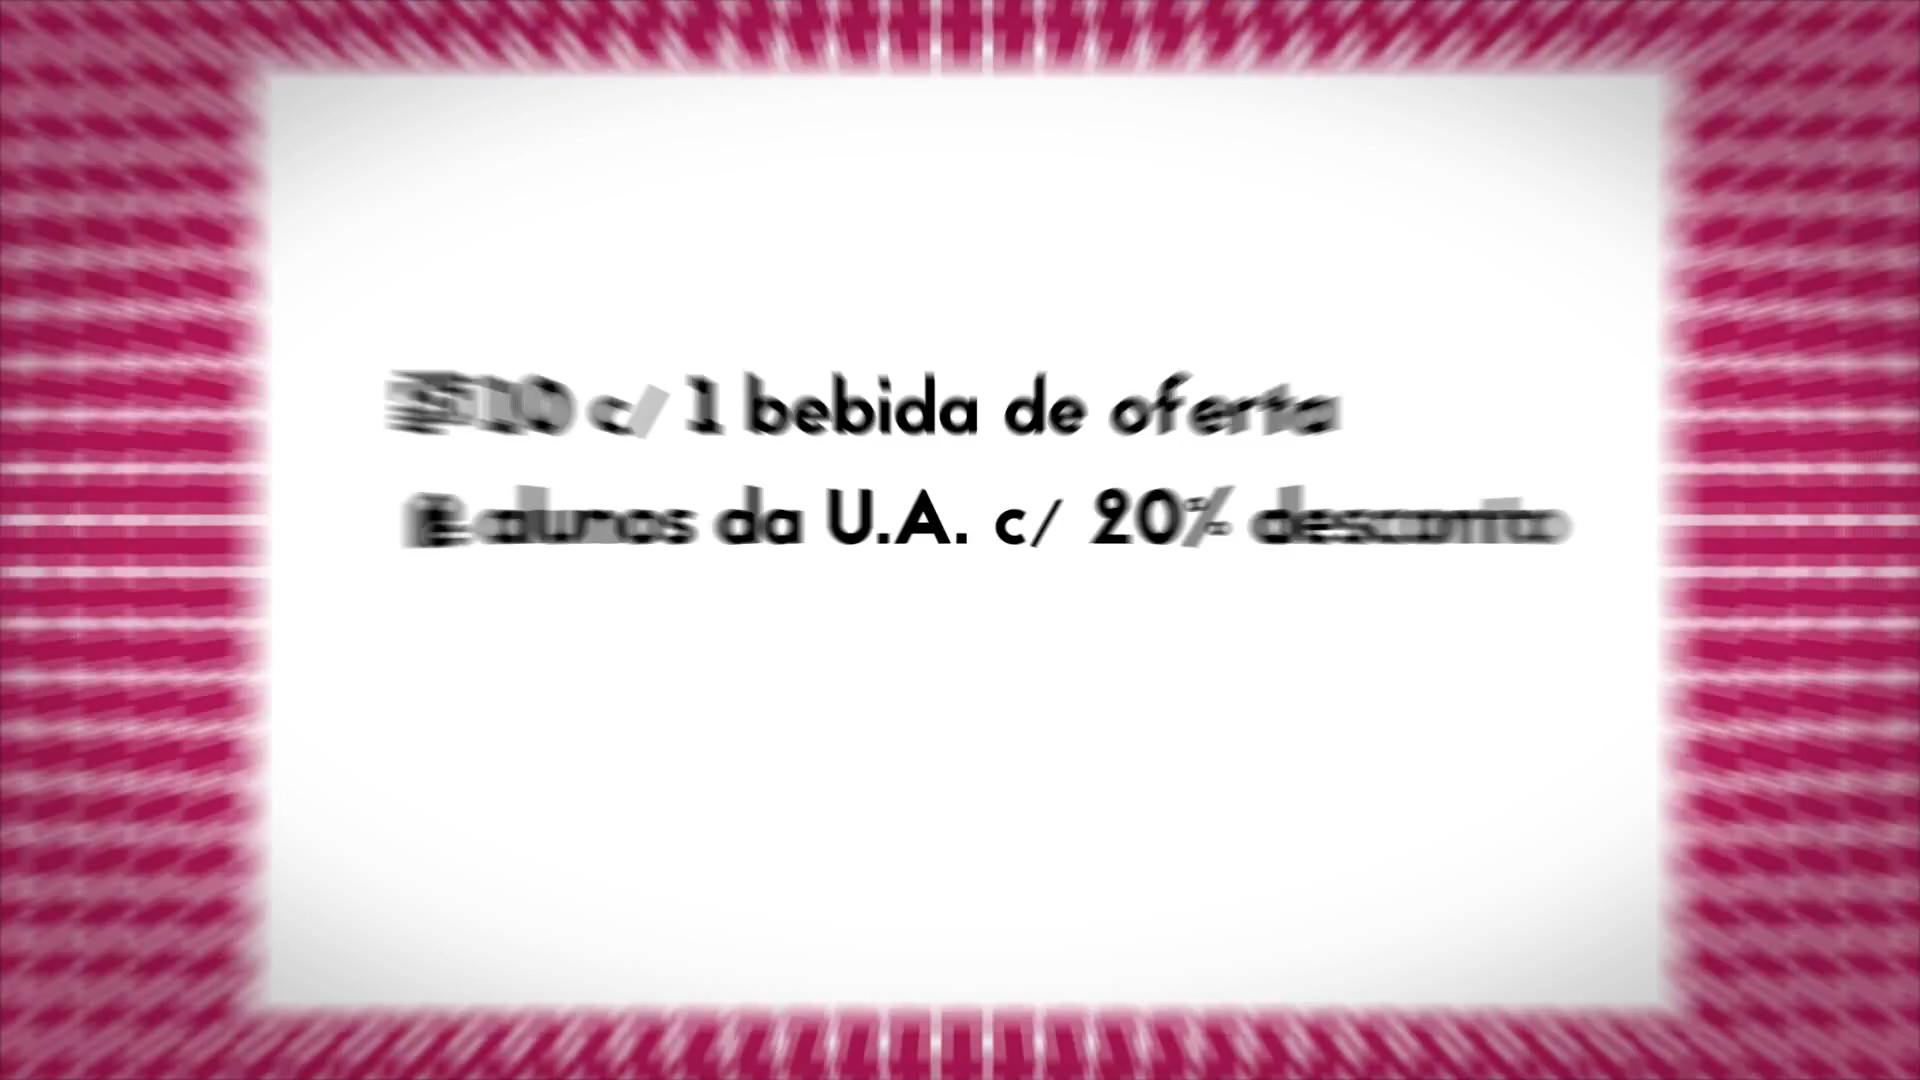 c/ 1 bebida de oferta
alunos da U.A. c/ 20% desconto